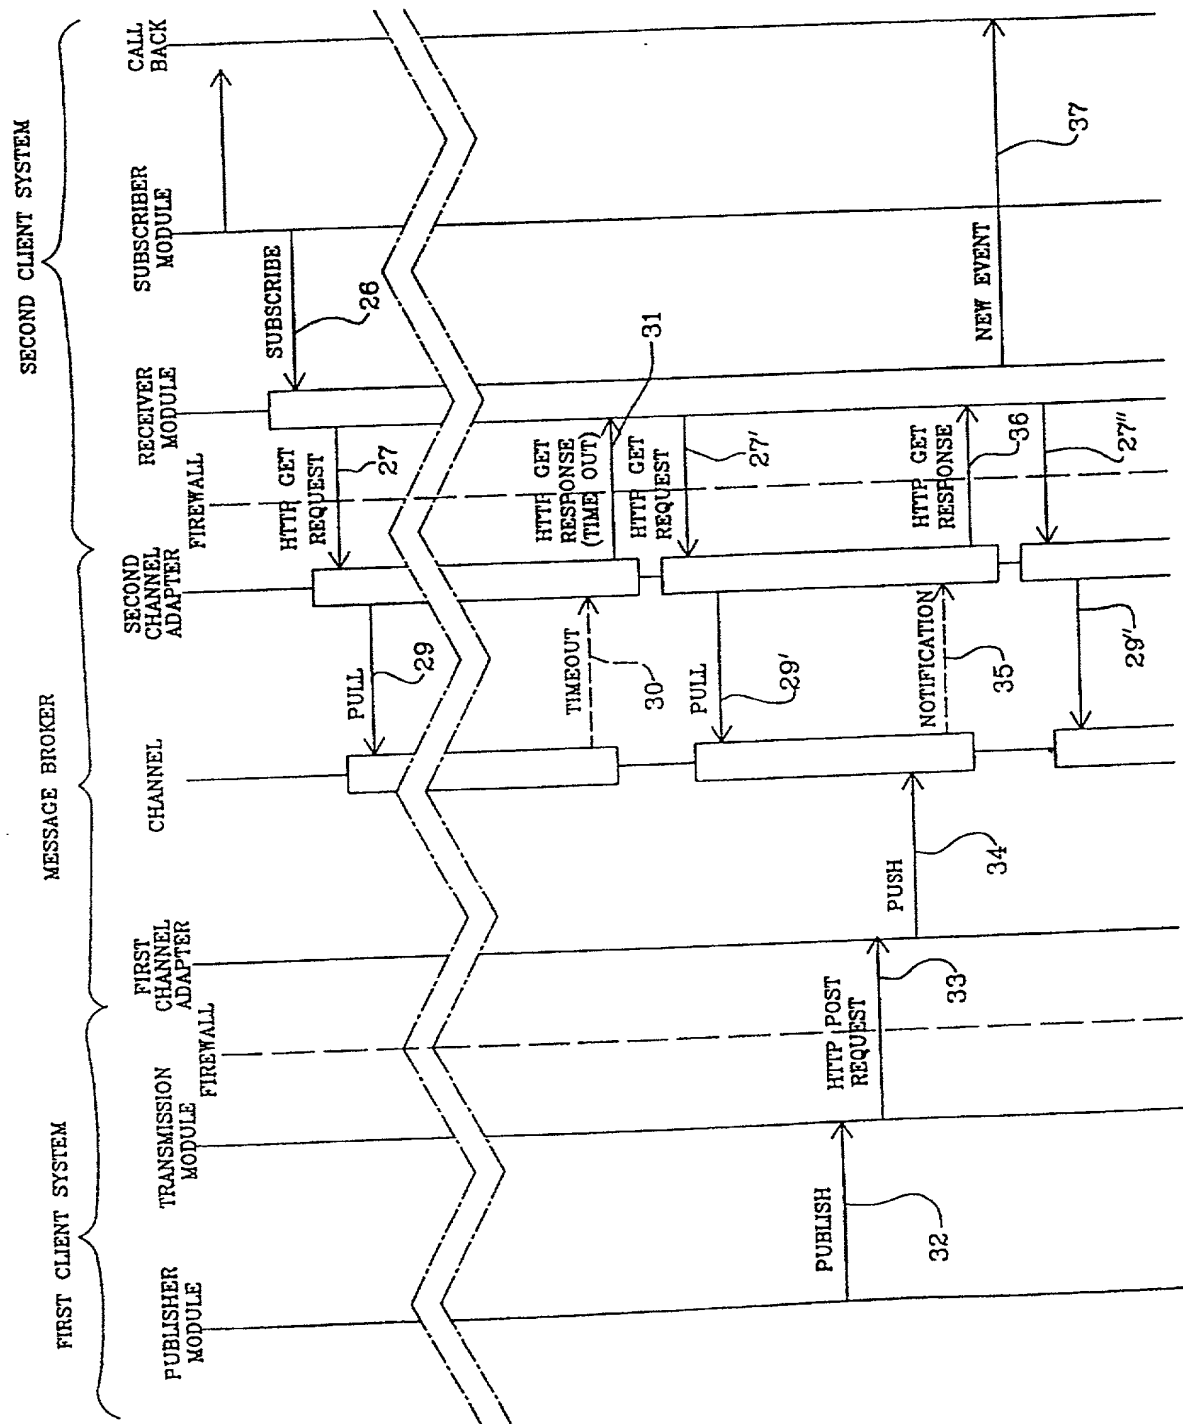 FIRST CLIENT SYSTEM
MESSAGE BROKER
SECOND CLIENT SYSTEM
PUBLISHER
MODULE
TRANSMISSION
MODULE
FIREWALL
FIRST
CHANNEL
ADAPTER
CHANNEL
SECOND
CHANNEL
ADAPTER
FIREWALL
RECEIVER
MODULE
SUBSCRIBER
MODULE
CALL
BACK
SUBSCRIBE
26
HTTP GET
REQUEST
27
PULL
29
TIMEOUT
30
HTTP GET
RESPONSE
(TIME OUT)
31
HTTP GET
REQUEST
27'
PULL
29'
PUBLISH
32
HTTP POST
REQUEST
33
PUSH
34
NOTIFICATION
35
HTTP GET
RESPONSE
36
NEW EVENT
37
27"
29"